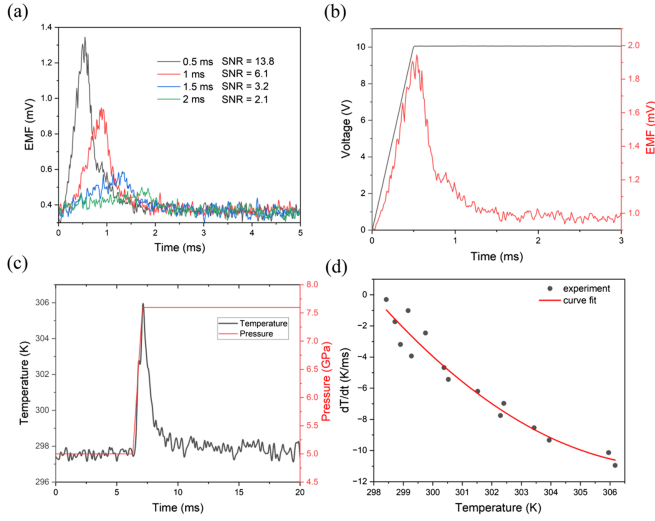 (a)
1.4
1.2
1.0
0.8
0.6
0.4
EMF (mV)
0.5 ms SNR = 13.8
1 ms SNR = 6.1
1.5 ms SNR = 3.2
2 ms SNR = 2.1
0 1 2 3 4 5
Time (ms)
(b)
10
8
6
4
2
0
Voltage (V)
2.0
1.8
1.6
1.4
1.2
1.0
EMF (mV)
0 1 2 3
Time (ms)
(c)
306
304
302
300
298
296
Temperature (K)
Temperature
Pressure
8.0
7.5
7.0
6.5
6.0
5.5
5.0
4.5
Pressure (GPa)
0 5 10 15 20
Time (ms)
(d)
0
-2
-4
-6
-8
-10
-12
dT/dt (K/ms)
experiment
curve fit
298 299 300 301 302 303 304 305 306
Temperature (K)